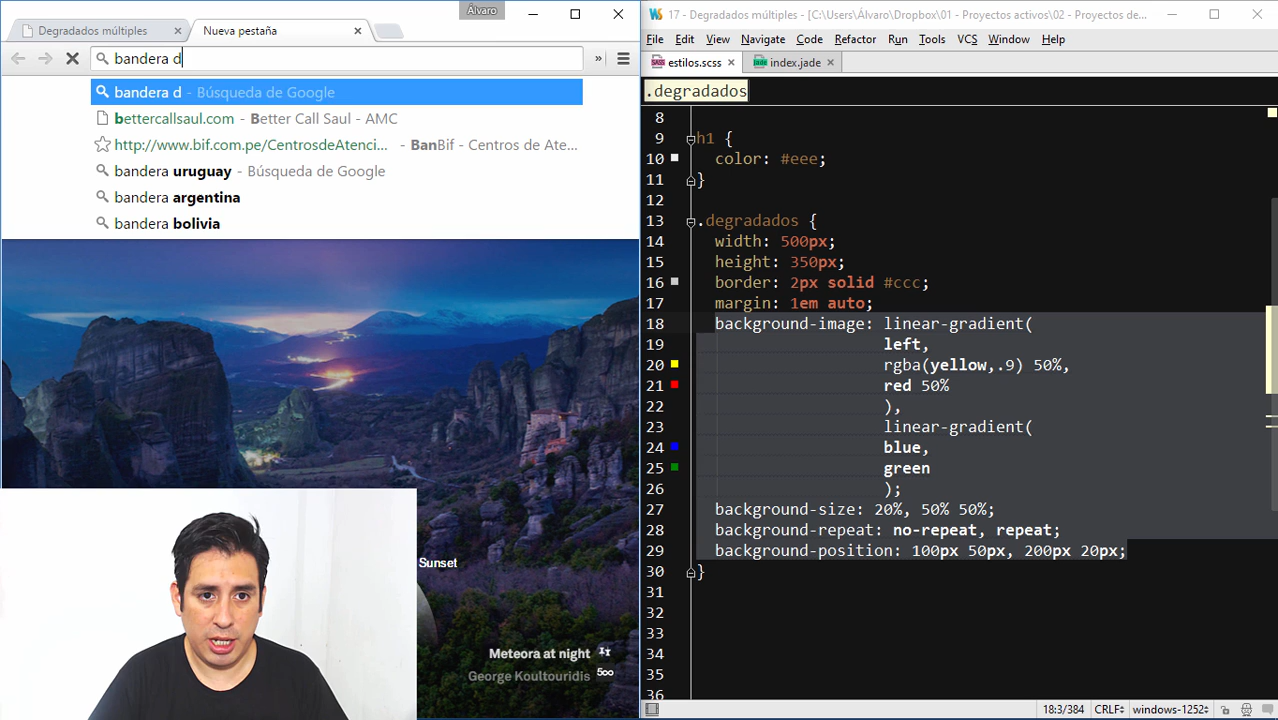 Álvaro
Degradados múltiples
Nueva pestaña
bandera d
bandera d - Búsqueda de Google
bettercallsaul.com - Better Call Saul - AMC
http://www.bif.com.pe/CentrosdeAtenci... - BanBif - Centros de Ate...
bandera uruguay - Búsqueda de Google
bandera argentina
bandera bolivia
Sunset
Meteora at night
George Koultouridis
500
17 - Degradados múltiples - [C:\Users\Álvaro\Dropbox\01 - Proyectos activos\02 - Proyectos de...
File Edit View Navigate Code Refactor Run Tools VCS Window Help
estilos.scss
index.jade
.degradados
8
9 h1 {
10 color: #eee;
11 }
12
13 .degradados {
14 width: 500px;
15 height: 350px;
16 border: 2px solid #ccc;
17 margin: 1em auto;
18 background-image: linear-gradient(
19 left,
20 rgba(yellow,.9) 50%,
21 red 50%
22 ),
23 linear-gradient(
24 blue,
25 green
26 );
27 background-size: 20%, 50% 50%;
28 background-repeat: no-repeat, repeat;
29 background-position: 100px 50px, 200px 20px;
30 }
31
32
33
34
35
36
18:3/384 CRLF windows-1252